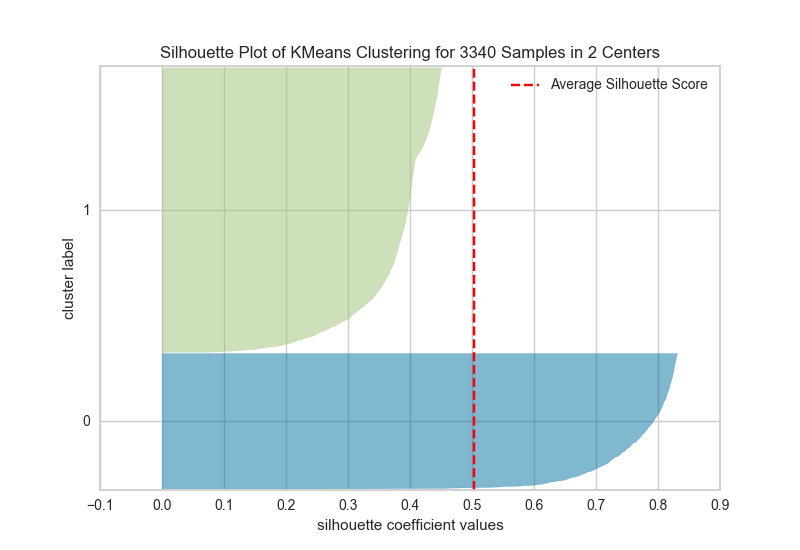 Silhouette Plot of KMeans Clustering for 3340 Samples in 2 Centers
Average Silhouette Score
cluster label
1
0
−0.1 0.0 0.1 0.2 0.3 0.4 0.5 0.6 0.7 0.8 0.9
silhouette coefficient values